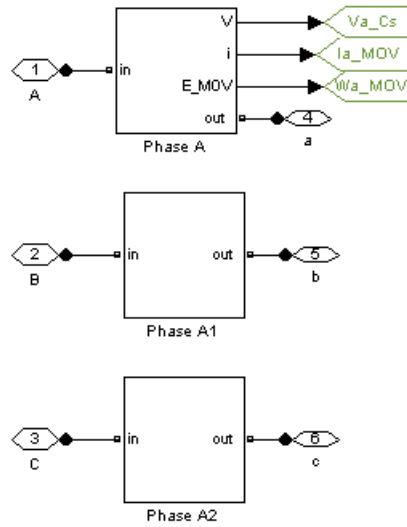 V
Va_Cs
1
in
i
Ia_MOV
A
E_MOV
Wa_MOV
out
4
Phase A
a
2
in
out
5
B
b
Phase A1
3
in
out
6
C
c
Phase A2